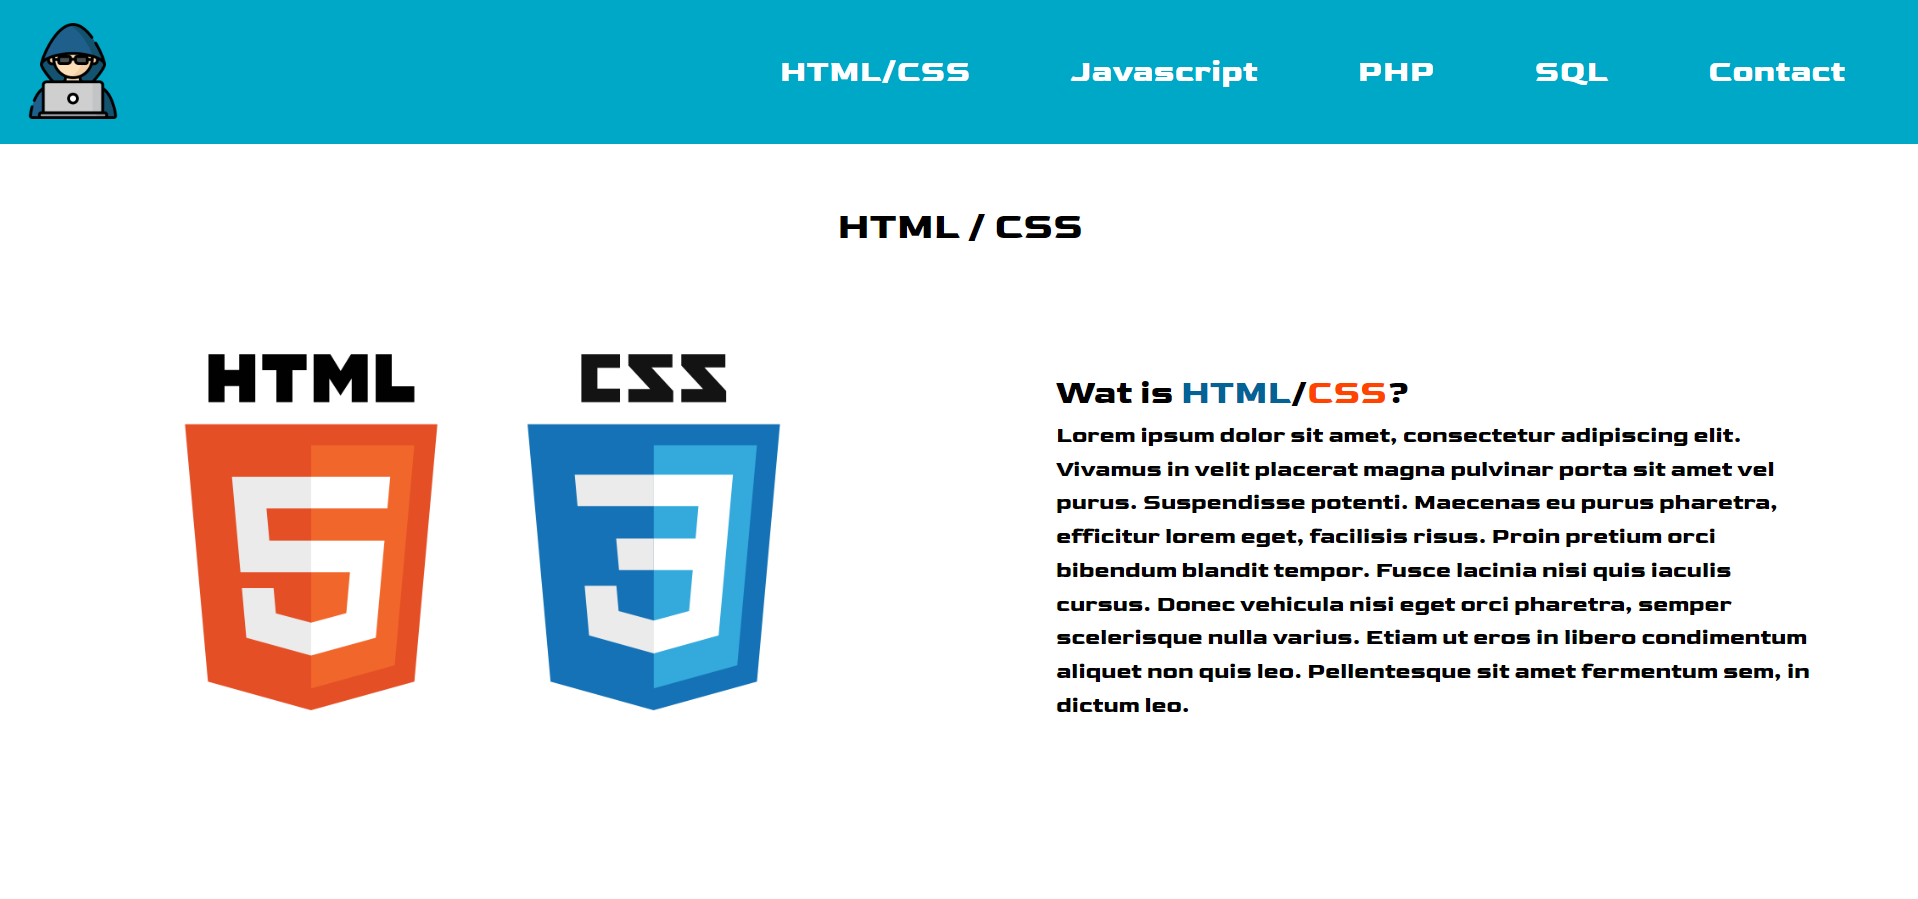 HTML/CSS Javascript PHP SQL Contact
HTML / CSS
HTML CSS
5 3
Wat is HTML/CSS?
Lorem ipsum dolor sit amet, consectetur adipiscing elit.
Vivamus in velit placerat magna pulvinar porta sit amet vel
purus. Suspendisse potenti. Maecenas eu purus pharetra,
efficitur lorem eget, facilisis risus. Proin pretium orci
bibendum blandit tempor. Fusce lacinia nisi quis iaculis
cursus. Donec vehicula nisi eget orci pharetra, semper
scelerisque nulla varius. Etiam ut eros in libero condimentum
aliquet non quis leo. Pellentesque sit amet fermentum sem, in
dictum leo.